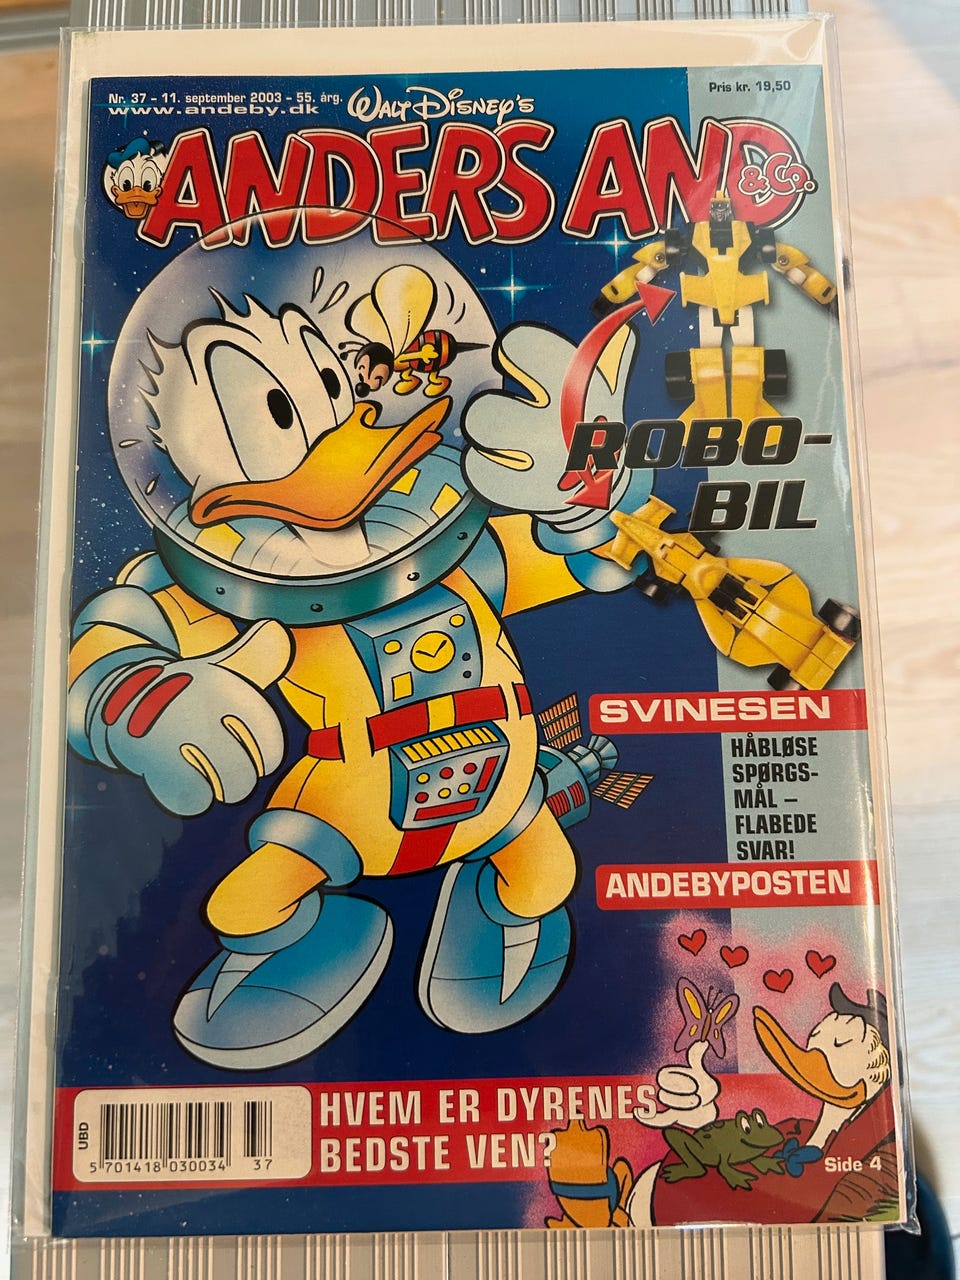 Nr. 37 - 11. september 2003 - 55. årg.
www.andeby.dk
WALT DISNEY'S
Pris kr. 19,50
ANDERS AND
& Co.
ROBO-
BIL
SVINESEN
HÅBLØSE
SPØRGS-
MÅL –
FLABEDE
SVAR!
ANDEBYPOSTEN
HVEM ER DYRENES
BEDSTE VEN?
Side 4
UBD
5 701418 030034 37